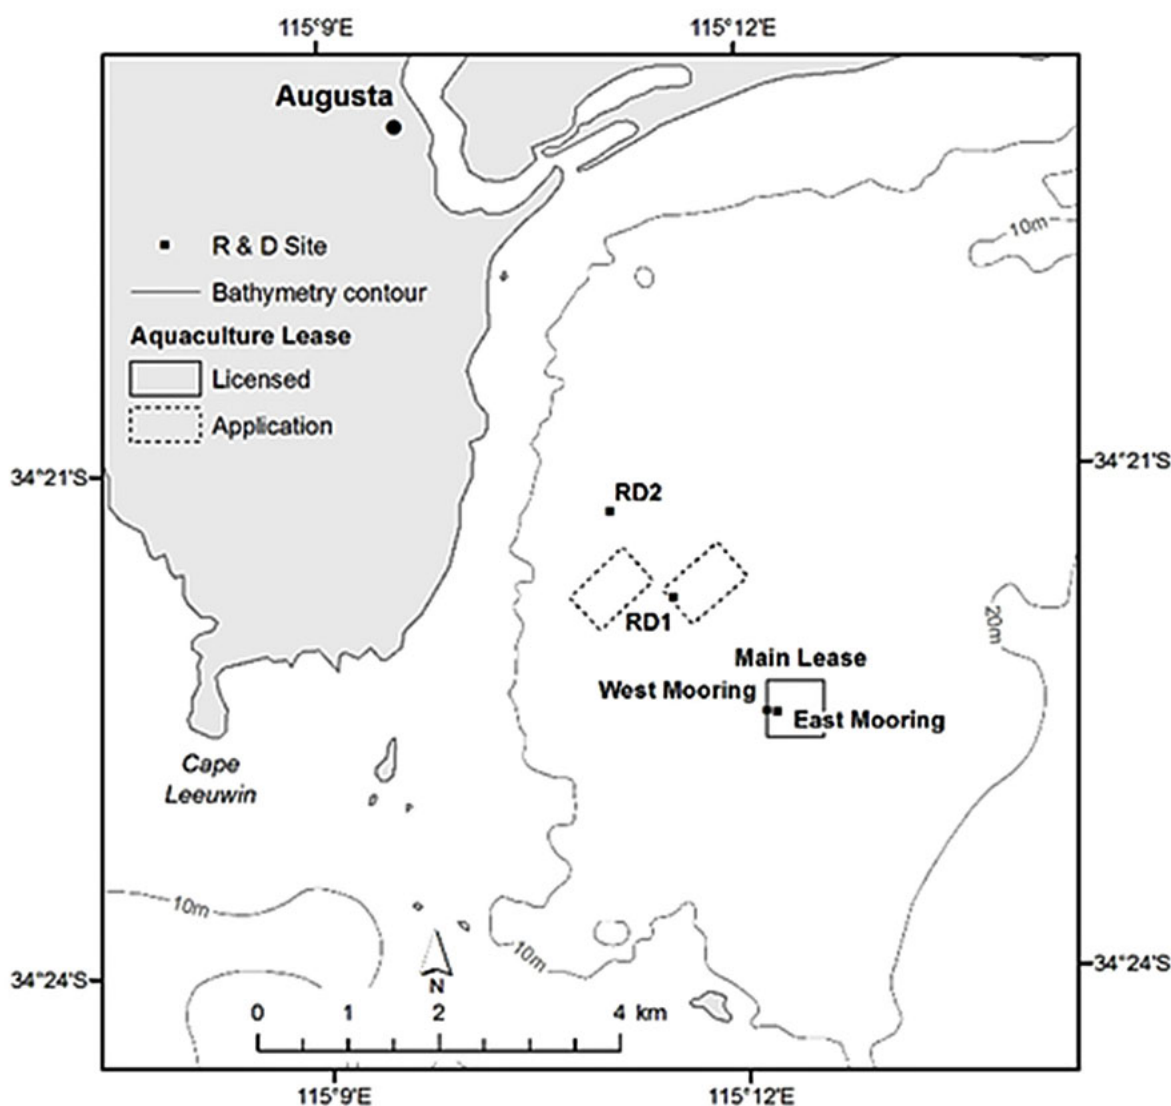 115°9'E
115°12'E
Augusta
R & D Site
Bathymetry contour
Aquaculture Lease
Licensed
Application
10m
34°21'S
34°21'S
RD2
RD1
20m
Main Lease
West Mooring
East Mooring
Cape
Leeuwin
10m
10m
34°24'S
34°24'S
N
0 1 2 4 km
115°9'E
115°12'E